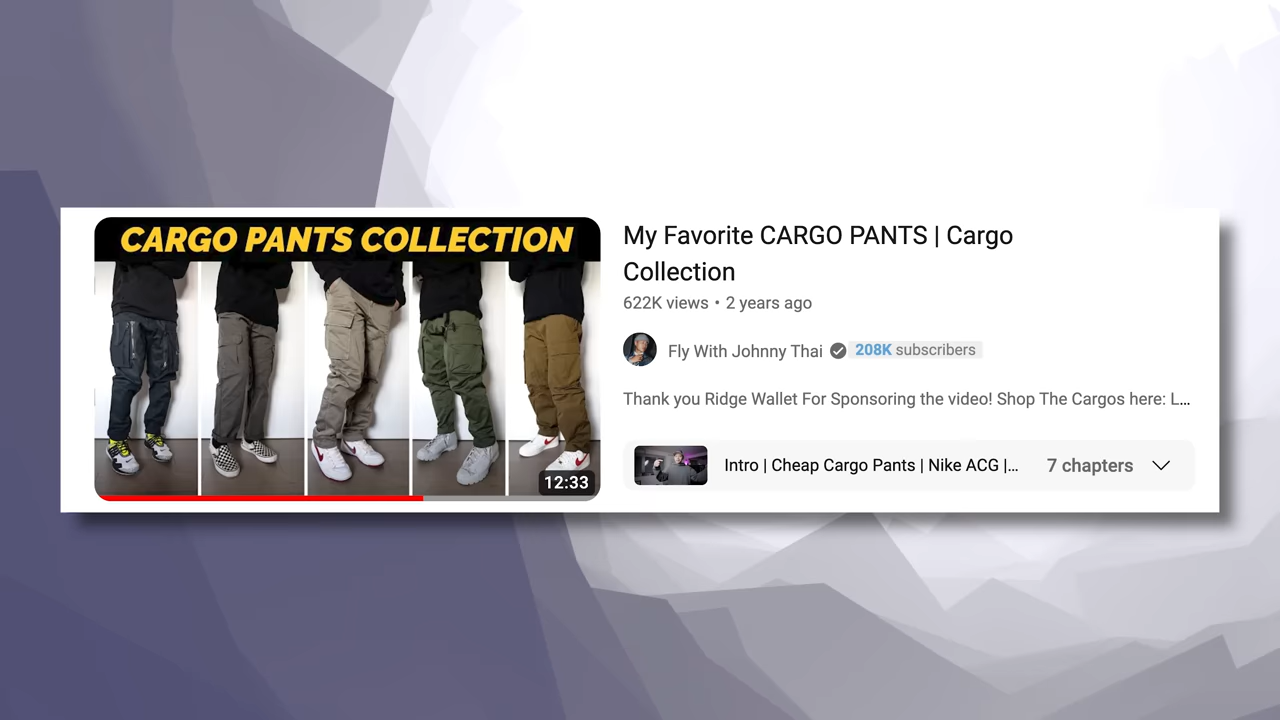 CARGO PANTS COLLECTION
12:33
My Favorite CARGO PANTS | Cargo
Collection
622K views • 2 years ago
Fly With Johnny Thai 208K subscribers
Thank you Ridge Wallet For Sponsoring the video! Shop The Cargos here: L...
Intro | Cheap Cargo Pants | Nike ACG |... 7 chapters